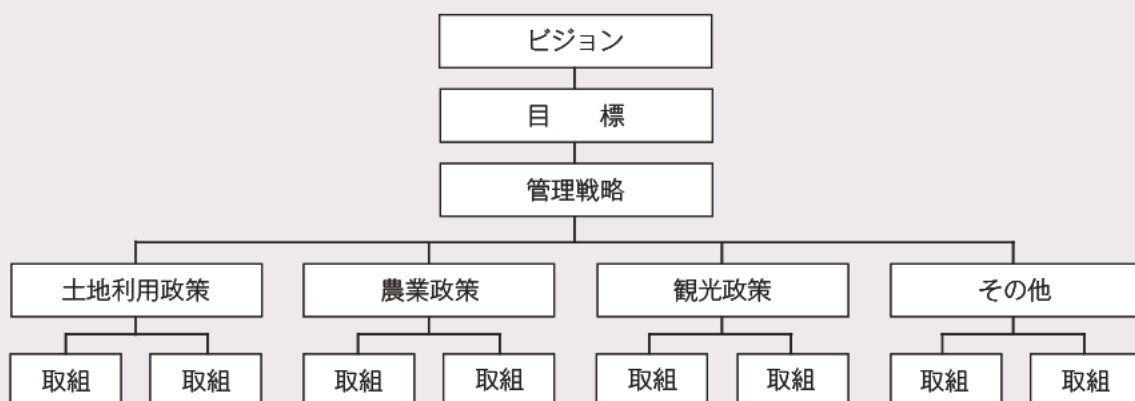 ビジョン
目　標
管理戦略
土地利用政策 農業政策 観光政策 その他
取組 取組 取組 取組 取組 取組 取組 取組